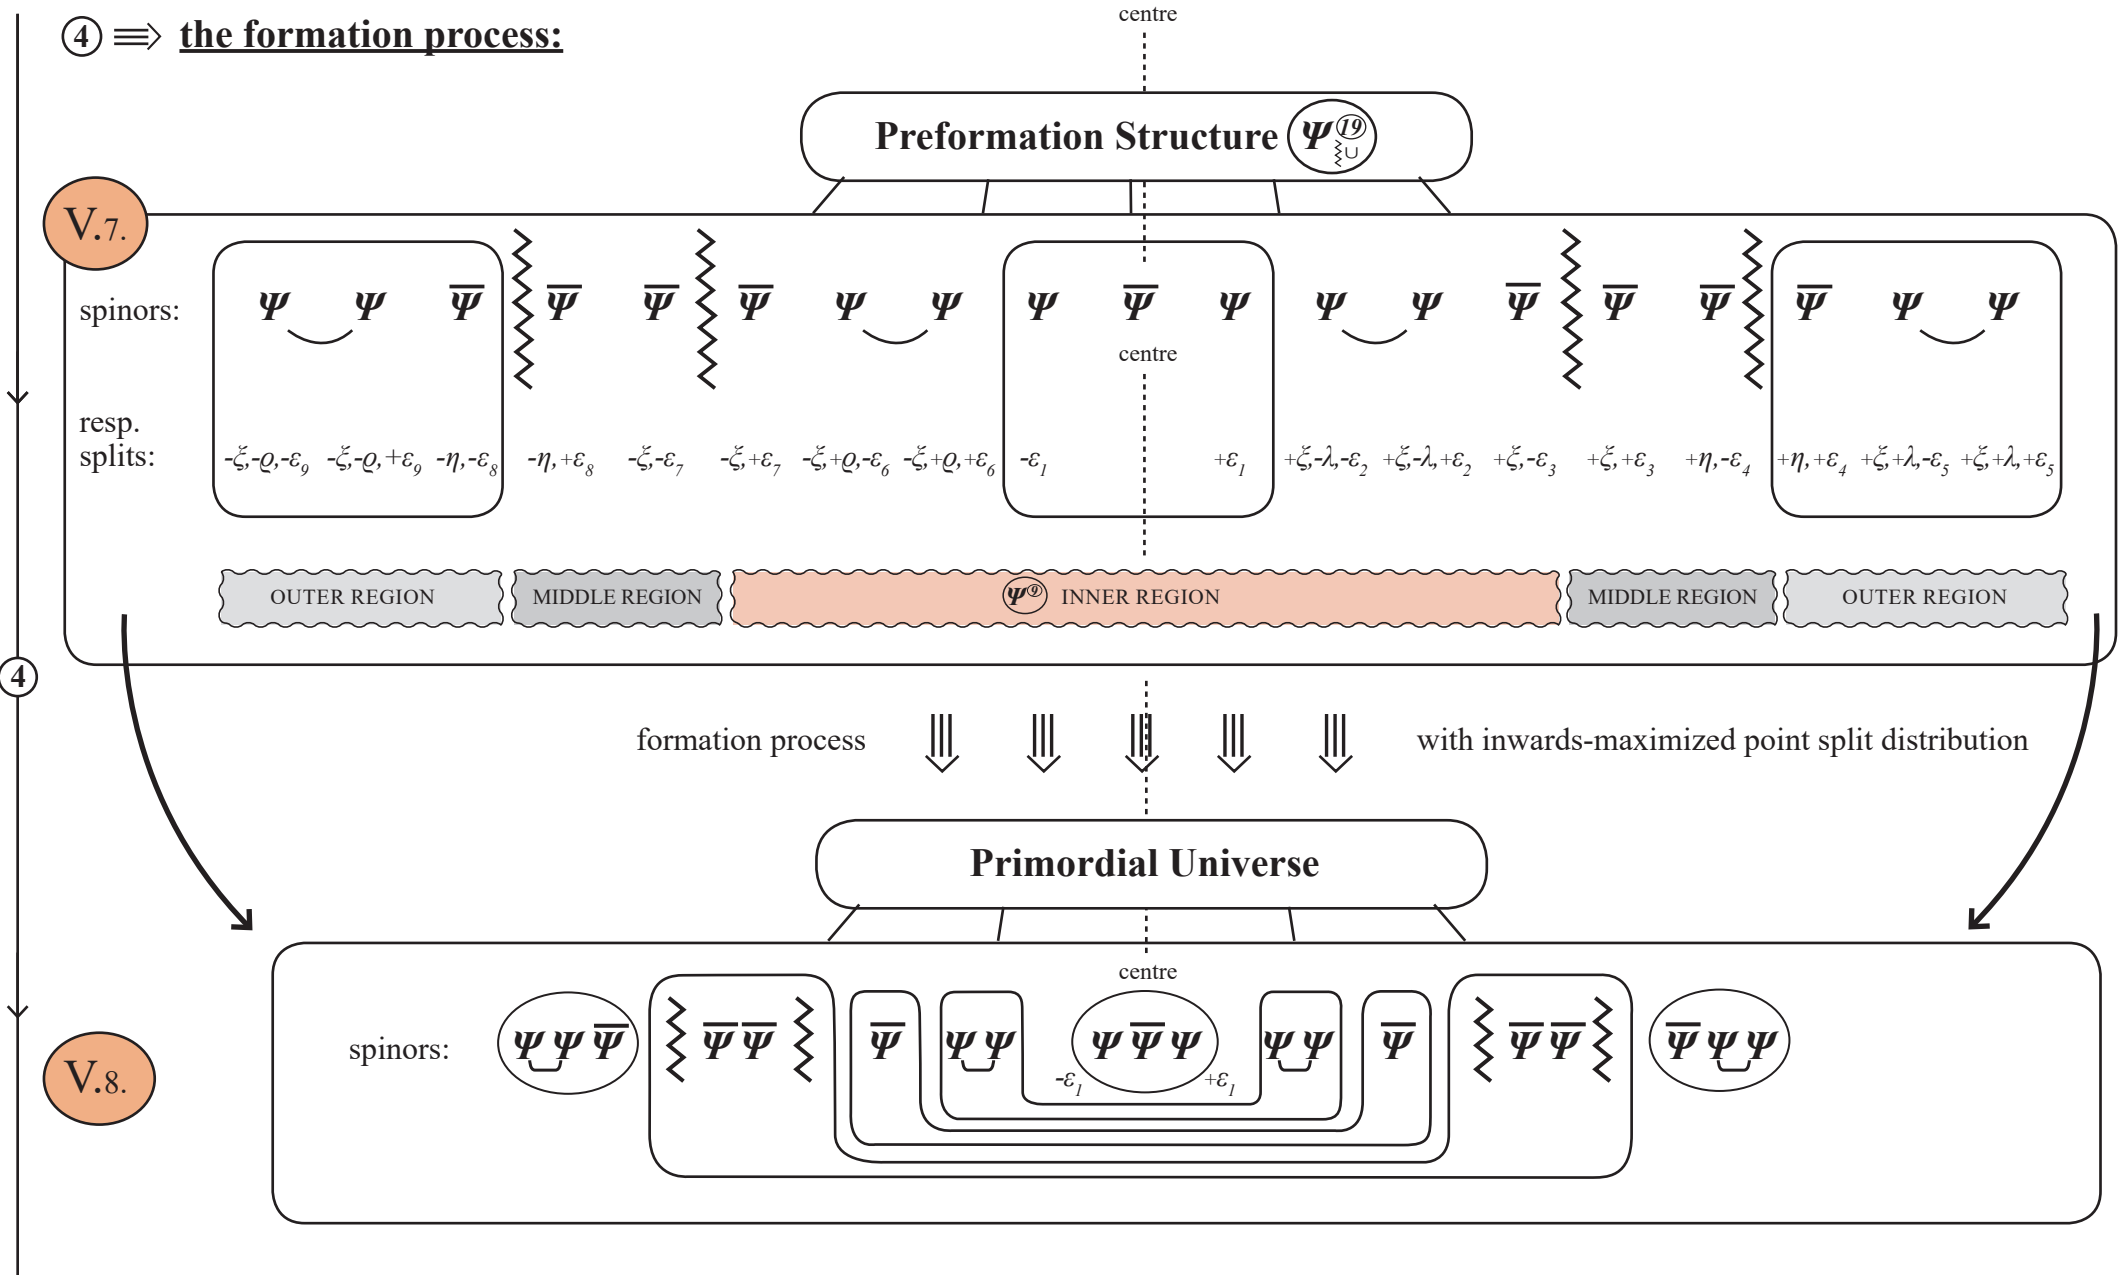 centre
4 the formation process:
Preformation Structure Ψ⑲ ∪
V.7.
spinors: Ψ Ψ Ψ̅ Ψ̅ Ψ̅ Ψ̅ Ψ Ψ Ψ Ψ̅ Ψ Ψ Ψ Ψ̅ Ψ̅ Ψ̅ Ψ̅ Ψ Ψ
centre
resp.
splits: -ξ,-ϱ,-ε₉ -ξ,-ϱ,+ε₉ -η,-ε₈ -η,+ε₈ -ξ,-ε₇ -ξ,+ε₇ -ξ,+ϱ,-ε₆ -ξ,+ϱ,+ε₆ -ε₁ +ε₁ +ξ,-λ,-ε₂ +ξ,-λ,+ε₂ +ξ,-ε₃ +ξ,+ε₃ +η,-ε₄ +η,+ε₄ +ξ,+λ,-ε₅ +ξ,+λ,+ε₅
OUTER REGION MIDDLE REGION Ψ⑨ INNER REGION MIDDLE REGION OUTER REGION
4
formation process with inwards-maximized point split distribution
Primordial Universe
centre
V.8.
spinors: Ψ Ψ Ψ̅ Ψ̅ Ψ̅ Ψ̅ Ψ Ψ Ψ Ψ̅ Ψ Ψ Ψ Ψ̅ Ψ̅ Ψ̅ Ψ̅ Ψ Ψ
-ε₁ +ε₁